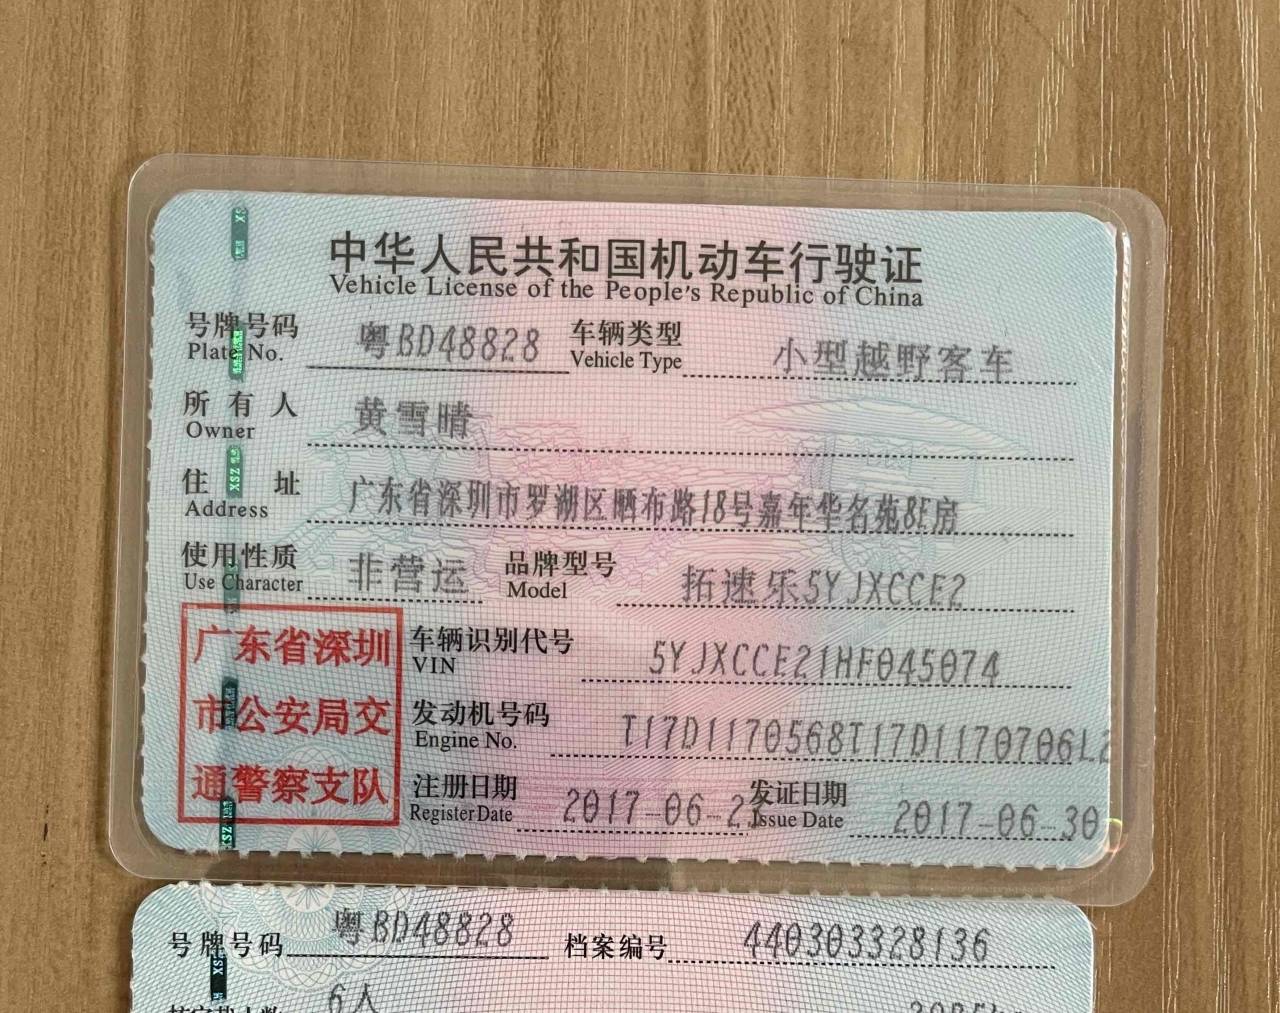 中华人民共和国机动车行驶证
Vehicle License of the People's Republic of China
号牌号码 粤BD48828 车辆类型 小型越野客车
Plate No. Vehicle Type
所有人 黄雪晴
Owner
住址 广东省深圳市罗湖区晒布路18号嘉年华名苑8E房
Address
使用性质 非营运 品牌型号 拓速乐5YJXCCE2
Use Character Model
广东省深圳
市公安局交
通警察支队
车辆识别代号 5YJXCCE21HF045074
VIN
发动机号码 T17D1170568T17D1170706L2
Engine No.
注册日期 2017-06-2 发证日期 2017-06-30
Register Date Issue Date
号牌号码 粤BD48828 档案编号 440303328136
6人
XSZ